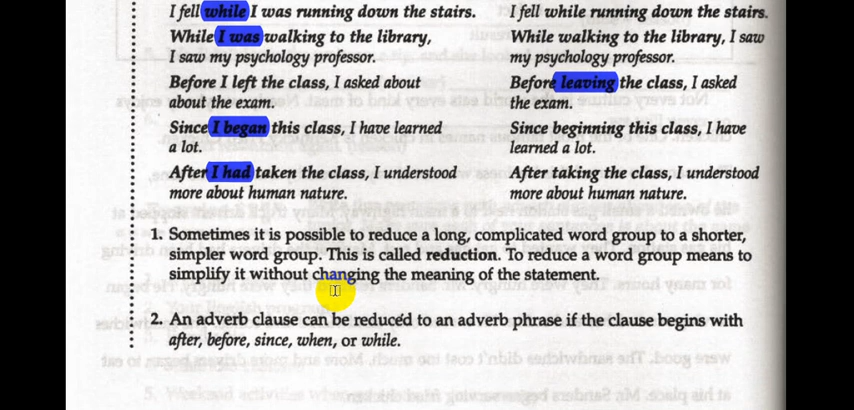 I fell while I was running down the stairs.
I fell while running down the stairs.
While I was walking to the library,
I saw my psychology professor.
While walking to the library, I saw
my psychology professor.
Before I left the class, I asked about
about the exam.
Before leaving the class, I asked
the exam.
Since I began this class, I have learned
a lot.
Since beginning this class, I have
learned a lot.
After I had taken the class, I understood
more about human nature.
After taking the class, I understood
more about human nature.
1. Sometimes it is possible to reduce a long, complicated word group to a shorter,
simpler word group. This is called reduction. To reduce a word group means to
simplify it without changing the meaning of the statement.
2. An adverb clause can be reduced to an adverb phrase if the clause begins with
after, before, since, when, or while.